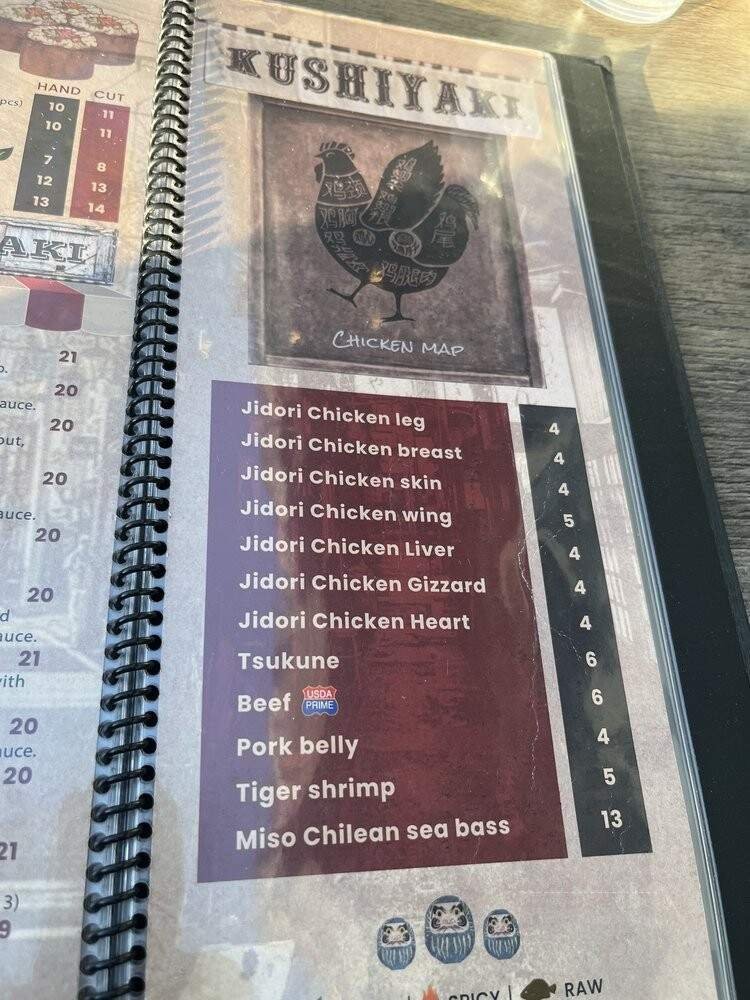 HAND CUT
pcs) 10 11
10 11
7 8
12 13
13 14
AKI
21
20
auce.
20
out,
20
auce.
20
20
d
auce.
21
with
20
auce.
20
21
3)
9
KUSHIYAKI
CHICKEN MAP
Jidori Chicken leg 4
Jidori Chicken breast 4
Jidori Chicken skin 4
Jidori Chicken wing 5
Jidori Chicken Liver 4
Jidori Chicken Gizzard 4
Jidori Chicken Heart 4
Tsukune 6
Beef USDA PRIME 6
Pork belly 4
Tiger shrimp 5
Miso Chilean sea bass 13
SPICY | RAW